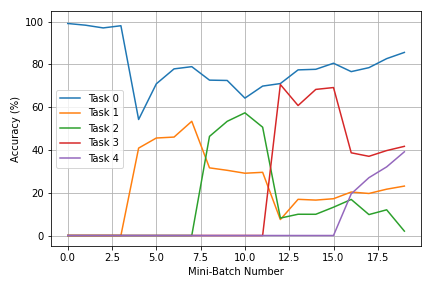 100
80
60
40
20
0
Accuracy (%)
Task 0
Task 1
Task 2
Task 3
Task 4
0.0 2.5 5.0 7.5 10.0 12.5 15.0 17.5
Mini-Batch Number